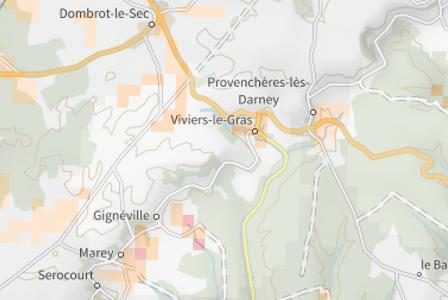 Dombrot-le-Sec
Provenchères-lès-
Darney
Viviers-le-Gras
Gignéville
Marey
Serocourt
le Ba